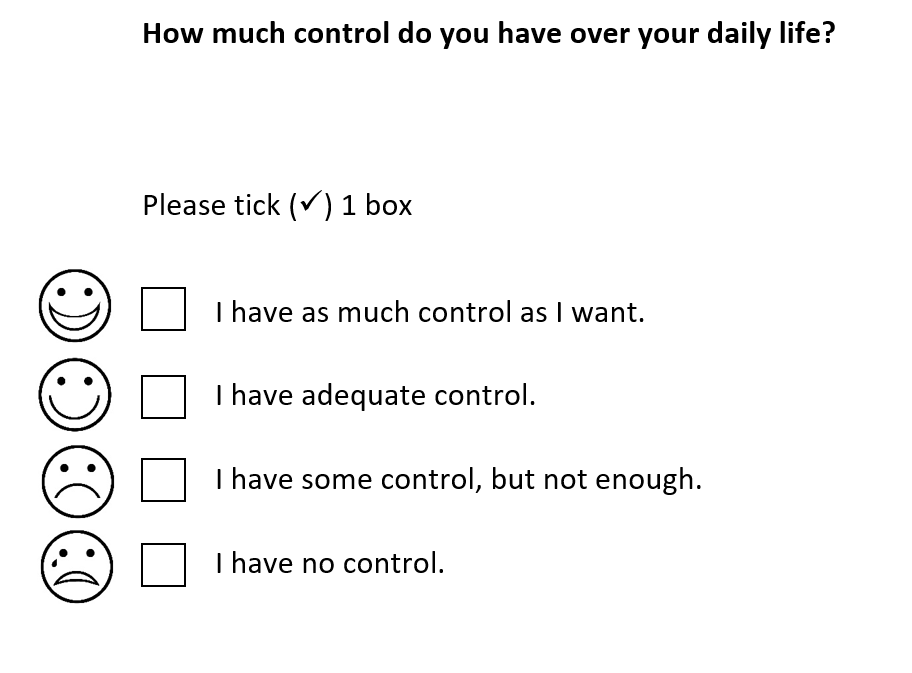 How much control do you have over your daily life?
Please tick (✓) 1 box
I have as much control as I want.
I have adequate control.
I have some control, but not enough.
I have no control.